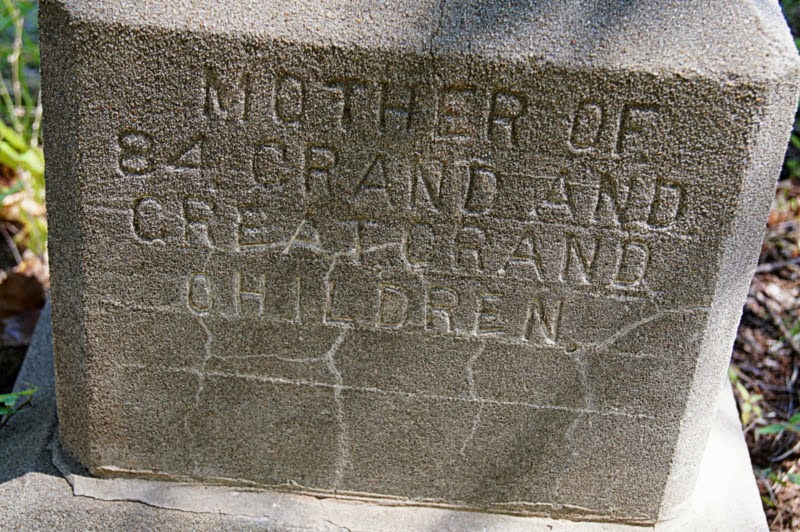 MOTHER OF
84 GRAND AND
GREAT GRAND
CHILDREN.